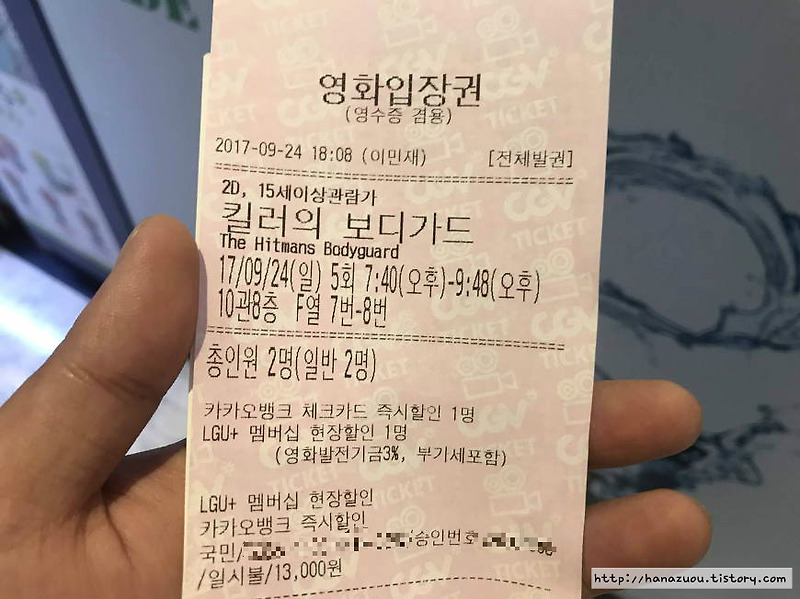 영화입장권
(영수증 겸용)
2017-09-24 18:08 (이민재) [전체발권]
2D, 15세이상관람가
킬러의 보디가드
The Hitmans Bodyguard
17/09/24(일) 5회 7:40(오후)-9:48(오후)
10관8층 F열 7번-8번
총인원 2명(일반 2명)
카카오뱅크 체크카드 즉시할인 1명
LGU+ 멤버십 현장할인 1명
(영화발전기금3%, 부기세포함)
LGU+ 멤버십 현장할인
카카오뱅크 즉시할인
국민/ 승인번호
/일시불/13,000원
CGV
TICKET
http://hanazuou.tistory.com